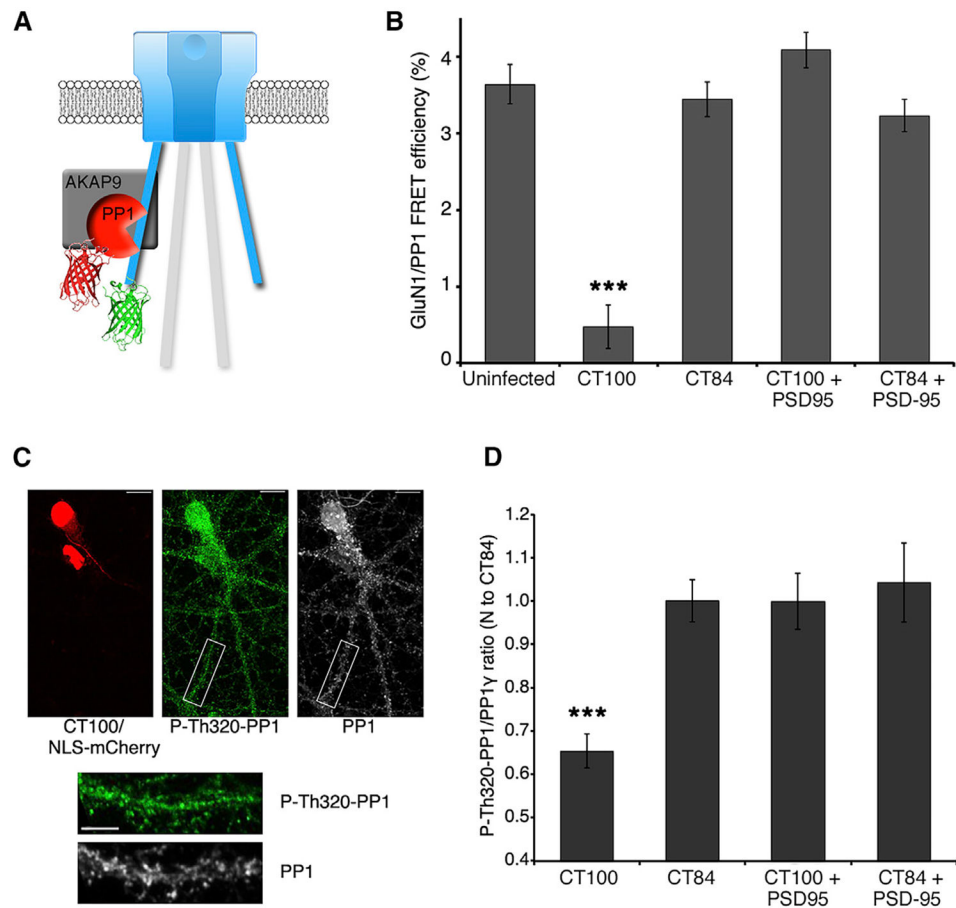 A
AKAP9
PP1
B
GluN1/PP1 FRET efficiency (%)
4
3
2
1
0
***
Uninfected
CT100
CT84
CT100 +
PSD95
CT84 +
PSD-95
C
CT100/
NLS-mCherry
P-Th320-PP1
PP1
P-Th320-PP1
PP1
D
P-Th320-PP1/PP1γ ratio (N to CT84)
1.2
1.1
1.0
0.9
0.8
0.7
0.6
0.5
0.4
***
CT100
CT84
CT100 +
PSD95
CT84 +
PSD-95